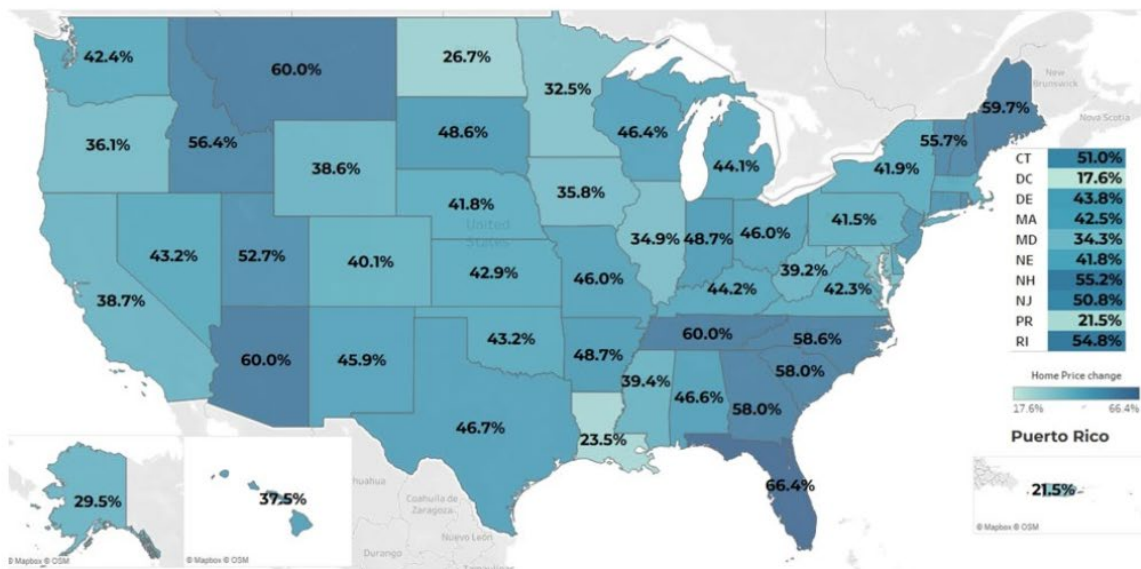 42.4%
60.0%
26.7%
32.5%
59.7%
New
Brunswick
Nova Scotia
36.1%
56.4%
48.6%
46.4%
44.1%
55.7%
41.9%
38.6%
35.8%
41.8%
United
States
41.5%
43.2%
52.7%
40.1%
34.9%
48.7%
46.0%
39.2%
42.3%
38.7%
42.9%
46.0%
44.2%
60.0%
45.9%
43.2%
48.7%
60.0%
58.6%
58.0%
39.4%
46.6%
58.0%
46.7%
23.5%
66.4%
CT 51.0%
DC 17.6%
DE 43.8%
MA 42.5%
MD 34.3%
NE 41.8%
NH 55.2%
NJ 50.8%
PR 21.5%
RI 54.8%
Home Price change
17.6% 66.4%
Puerto Rico
21.5%
© Mapbox © OSM
29.5%
© Mapbox © OSM
37.5%
© Mapbox © OSM
Coahuila de
Zaragoza
Nuevo León
Durango